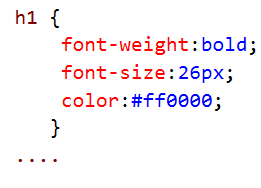 h1 {
    font-weight:bold;
    font-size:26px;
    color:#ff0000;
   }
....